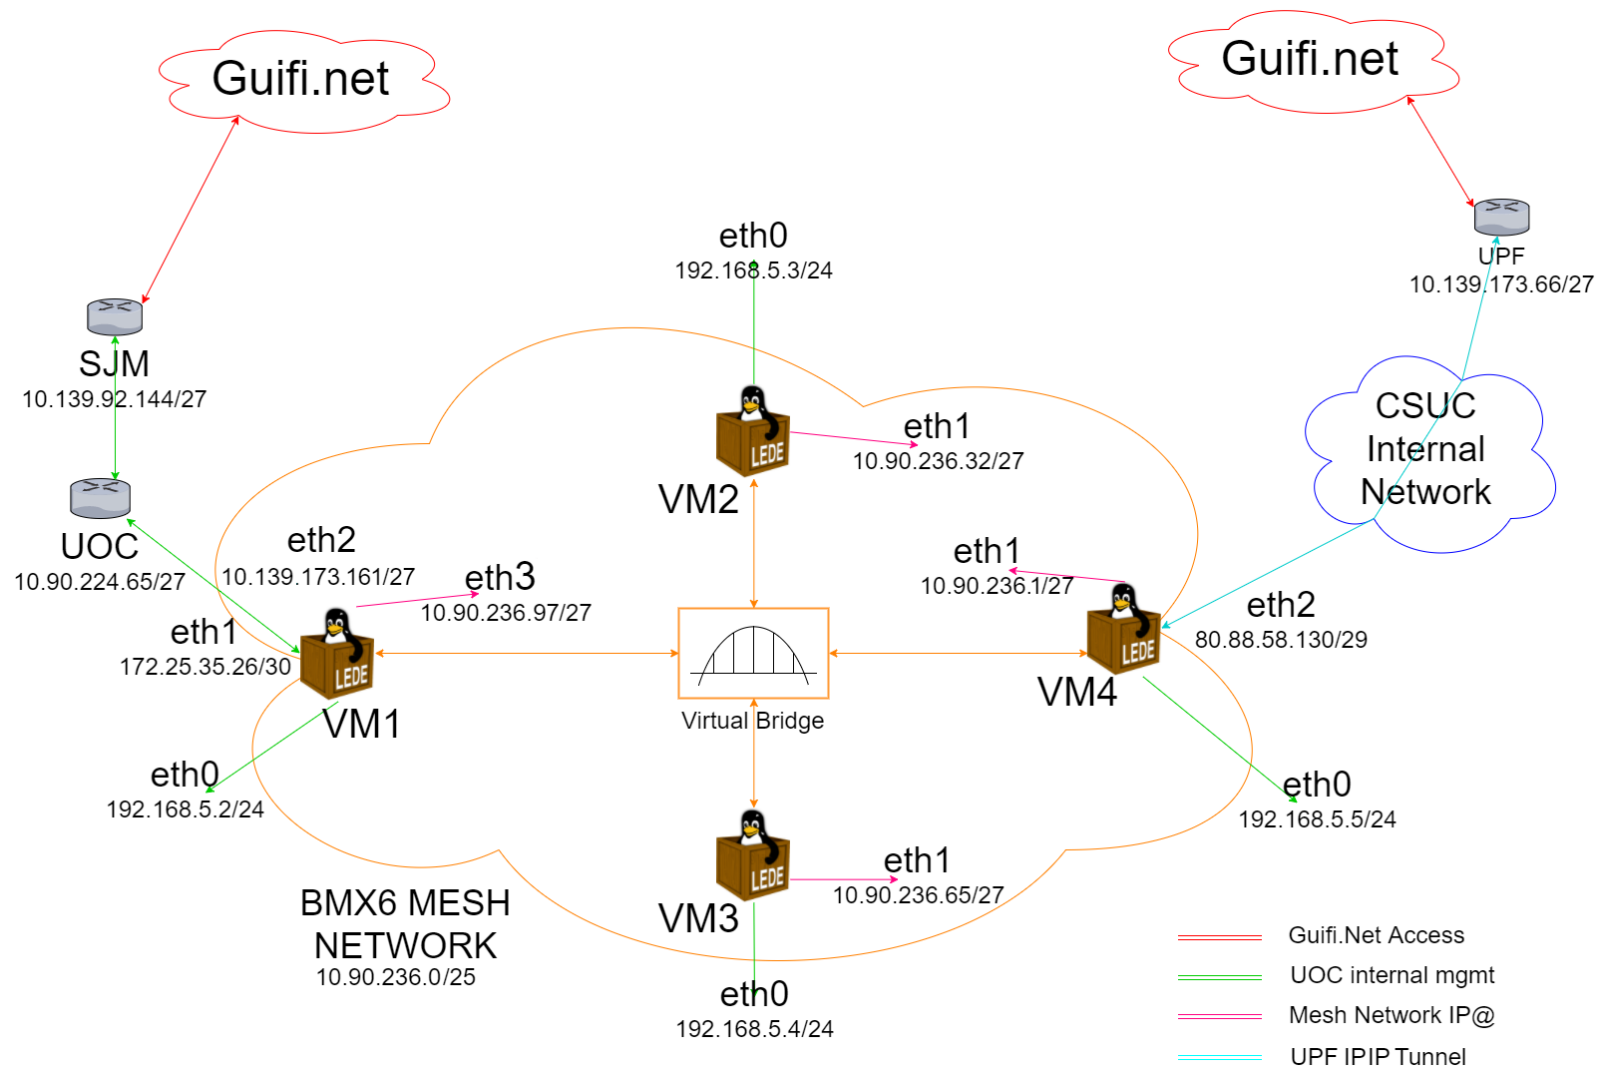 Guifi.net
Guifi.net
UPF
10.139.173.66/27
eth0
192.168.5.3/24
SJM
10.139.92.144/27
CSUC
Internal
Network
LEDE
VM2
eth1
10.90.236.32/27
UOC
10.90.224.65/27
eth2
10.139.173.161/27
eth3
10.90.236.97/27
eth1
172.25.35.26/30
LEDE
VM1
eth0
192.168.5.2/24
Virtual Bridge
eth1
10.90.236.1/27
LEDE
VM4
eth2
80.88.58.130/29
eth0
192.168.5.5/24
LEDE
VM3
eth1
10.90.236.65/27
eth0
192.168.5.4/24
BMX6 MESH
NETWORK
10.90.236.0/25
Guifi.Net Access
UOC internal mgmt
Mesh Network IP@
UPF IPIP Tunnel